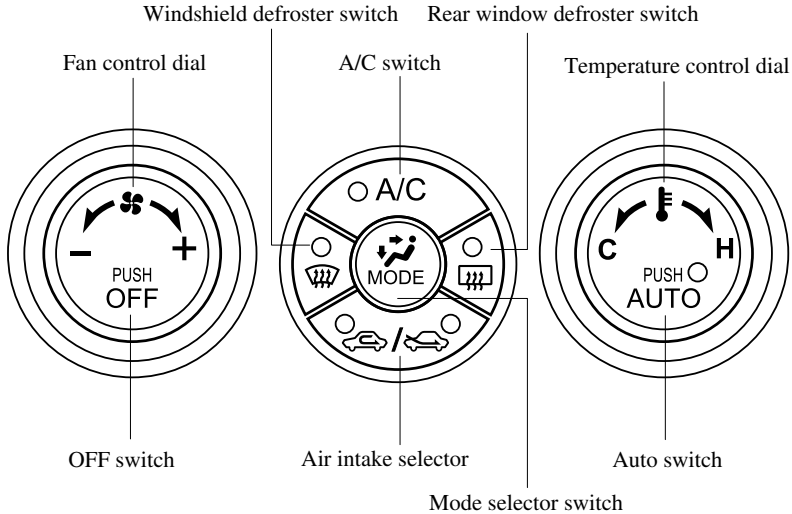 Windshield defroster switch
Rear window defroster switch
Fan control dial
A/C switch
Temperature control dial
A/C
− +
MODE
C H
PUSH
OFF
PUSH
AUTO
/
OFF switch
Air intake selector
Auto switch
Mode selector switch